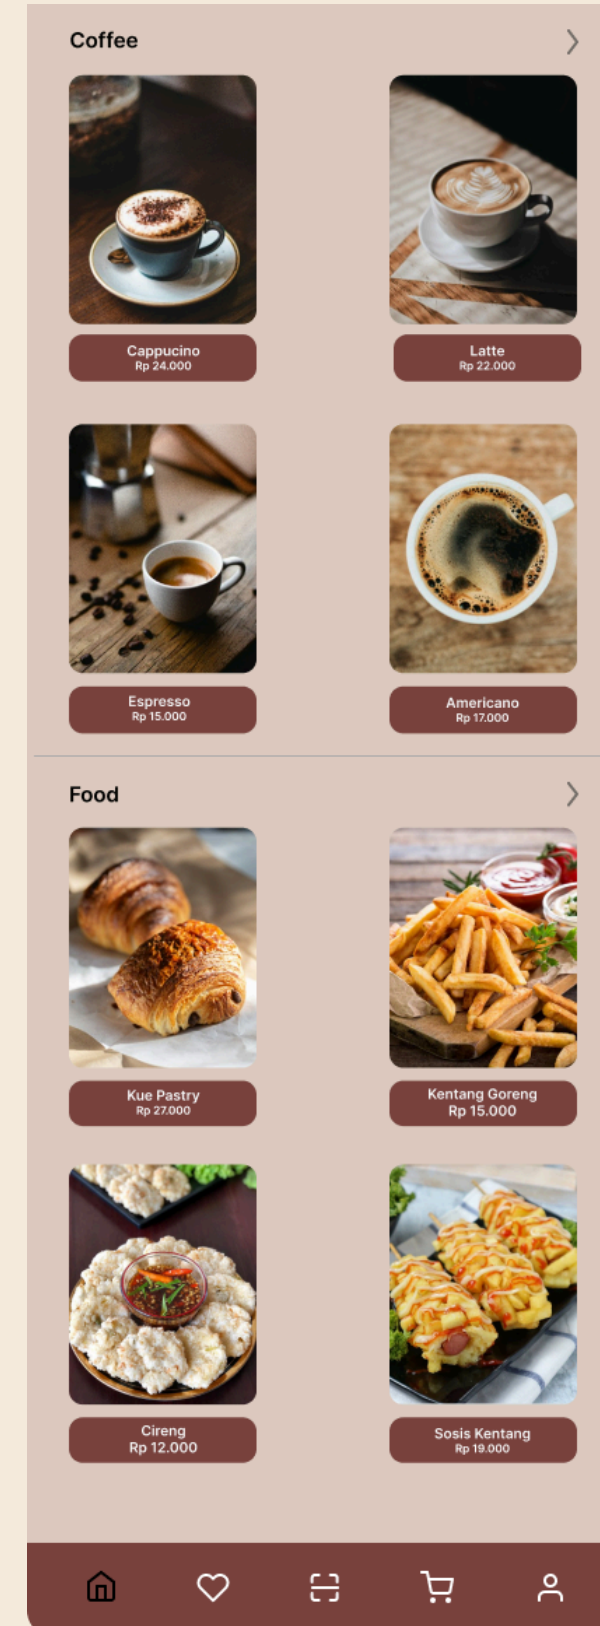 Coffee
Cappucino
Rp 24.000
Latte
Rp 22.000
Espresso
Rp 15.000
Americano
Rp 17.000
Food
Kue Pastry
Rp 27.000
Kentang Goreng
Rp 15.000
Cireng
Rp 12.000
Sosis Kentang
Rp 19.000